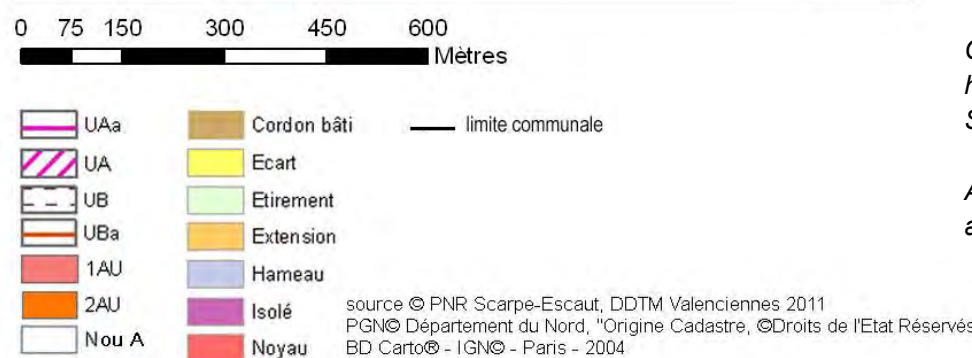 0 75 150 300 450 600
Mètres
UAa
UA
UB
UBa
1AU
2AU
N ou A
Cordon bâti
Ecart
Etirement
Extension
Hameau
Isolé
Noyau
limite communale
source © PNR Scarpe-Escaut, DDTM Valenciennes 2011
PGN© Département du Nord, "Origine Cadastre, ©Droits de l'Etat Réservés
BD Carto® - IGN© - Paris - 2004